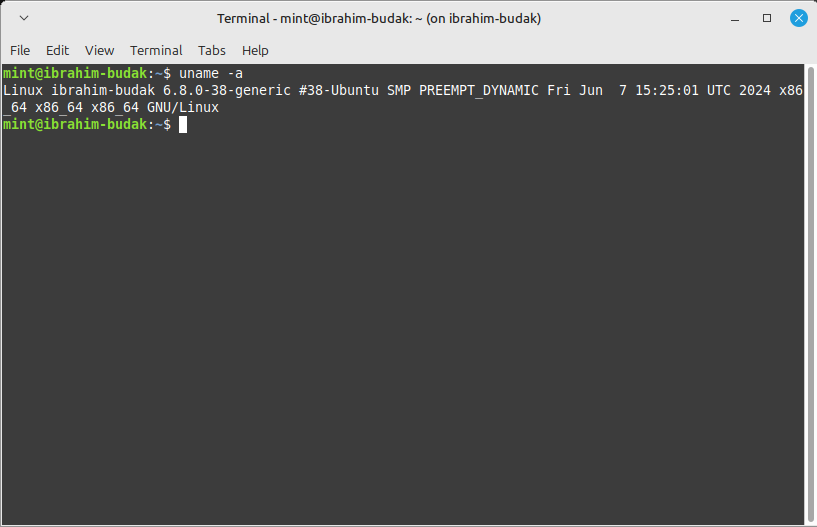 Terminal - mint@ibrahim-budak: ~ (on ibrahim-budak)
File Edit View Terminal Tabs Help
mint@ibrahim-budak:~$ uname -a
Linux ibrahim-budak 6.8.0-38-generic #38-Ubuntu SMP PREEMPT_DYNAMIC Fri Jun  7 15:25:01 UTC 2024 x86
_64 x86_64 x86_64 GNU/Linux
mint@ibrahim-budak:~$